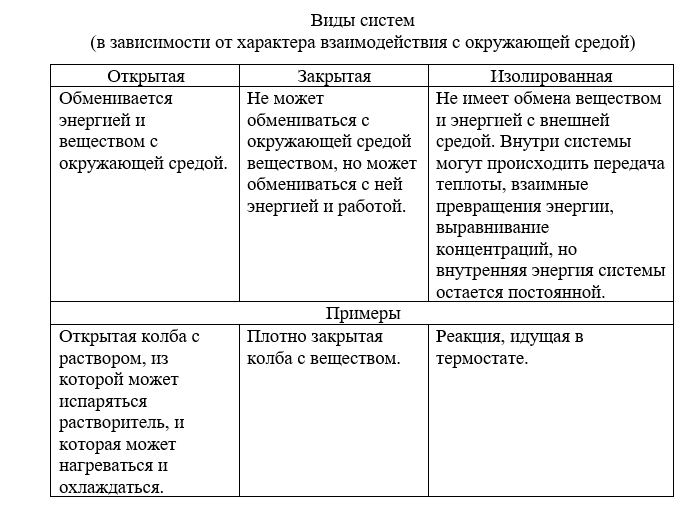 Виды систем
(в зависимости от характера взаимодействия с окружающей средой)
Открытая
Закрытая
Изолированная
Обменивается
энергией и
веществом с
окружающей средой.
Не может
обмениваться с
окружающей средой
веществом, но может
обмениваться с ней
энергией и работой.
Не имеет обмена веществом
и энергией с внешней
средой. Внутри системы
могут происходить передача
теплоты, взаимные
превращения энергии,
выравнивание
концентраций, но
внутренняя энергия системы
остается постоянной.
Примеры
Открытая колба с
раствором, из
которой может
испаряться
растворитель, и
которая может
нагреваться и
охлаждаться.
Плотно закрытая
колба с веществом.
Реакция, идущая в
термостате.